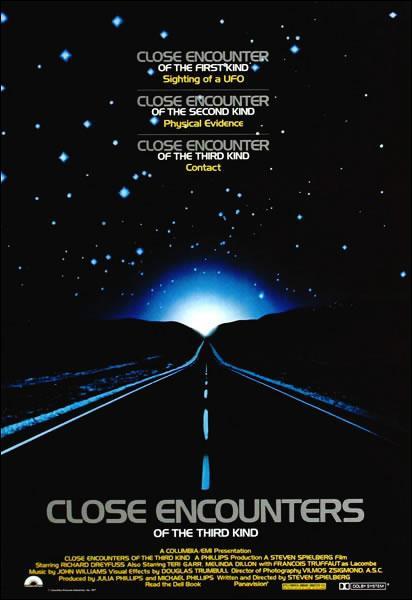 CLOSE ENCOUNTER
OF THE FIRST KIND
Sighting of a UFO
CLOSE ENCOUNTER
OF THE SECOND KIND
Physical Evidence
CLOSE ENCOUNTER
OF THE THIRD KIND
Contact
CLOSE ENCOUNTERS
OF THE THIRD KIND
A COLUMBIA/EMI Presentation
CLOSE ENCOUNTERS OF THE THIRD KIND A PHILLIPS Production A STEVEN SPIELBERG Film
Starring RICHARD DREYFUSS Also Starring TERI GARR, MELINDA DILLON with FRANCOIS TRUFFAUT as Lacombe
Music by JOHN WILLIAMS Visual Effects by DOUGLAS TRUMBULL Director of Photography VILMOS ZSIGMOND, A.S.C.
Produced by JULIA PHILLIPS and MICHAEL PHILLIPS Written and Directed by STEVEN SPIELBERG
Read the Dell Book Panavision®
DOLBY SYSTEM